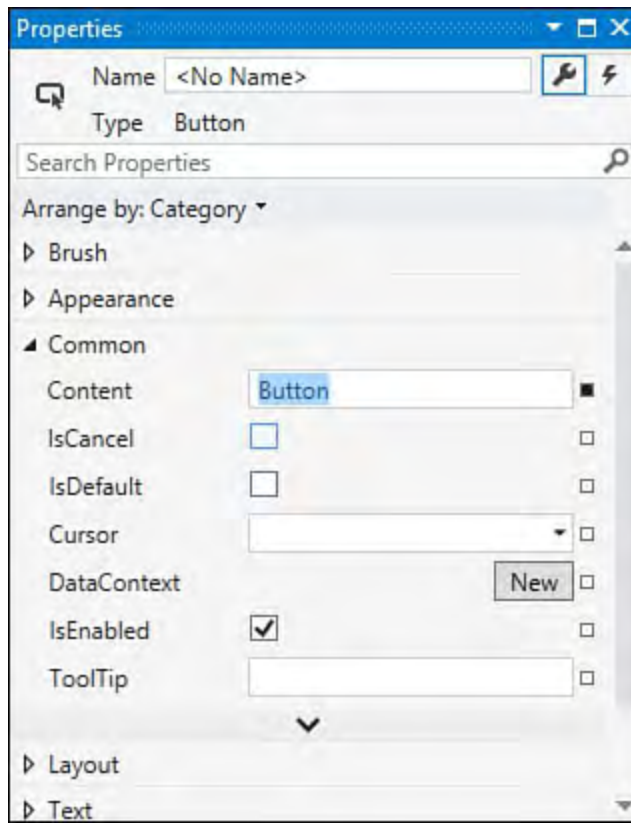 Properties
Name <No Name>
Type Button
Search Properties
Arrange by: Category
Brush
Appearance
Common
Content Button
IsCancel
IsDefault
Cursor
DataContext New
IsEnabled
ToolTip
Layout
Text